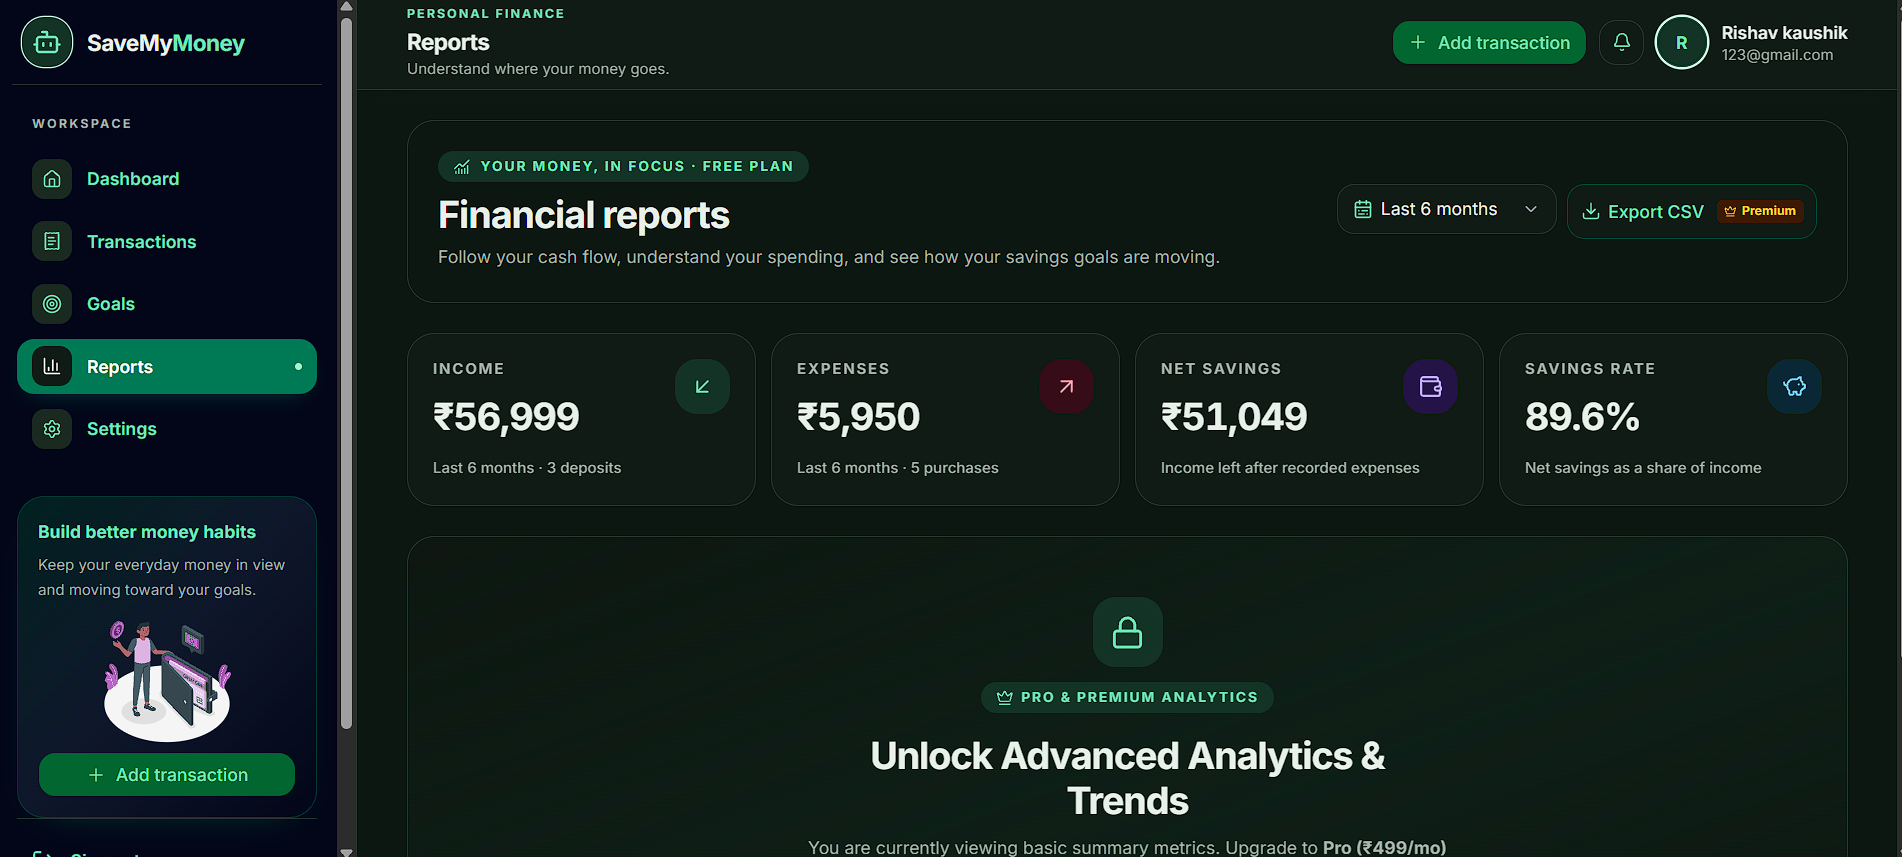 SaveMyMoney
WORKSPACE
Dashboard
Transactions
Goals
Reports
Settings
Build better money habits
Keep your everyday money in view
and moving toward your goals.
+ Add transaction
PERSONAL FINANCE
Reports
Understand where your money goes.
+ Add transaction
R
Rishav kaushik
123@gmail.com
YOUR MONEY, IN FOCUS · FREE PLAN
Financial reports
Follow your cash flow, understand your spending, and see how your savings goals are moving.
Last 6 months
Export CSV
Premium
INCOME
₹56,999
Last 6 months · 3 deposits
EXPENSES
₹5,950
Last 6 months · 5 purchases
NET SAVINGS
₹51,049
Income left after recorded expenses
SAVINGS RATE
89.6%
Net savings as a share of income
PRO & PREMIUM ANALYTICS
Unlock Advanced Analytics &
Trends
You are currently viewing basic summary metrics. Upgrade to Pro (₹499/mo)